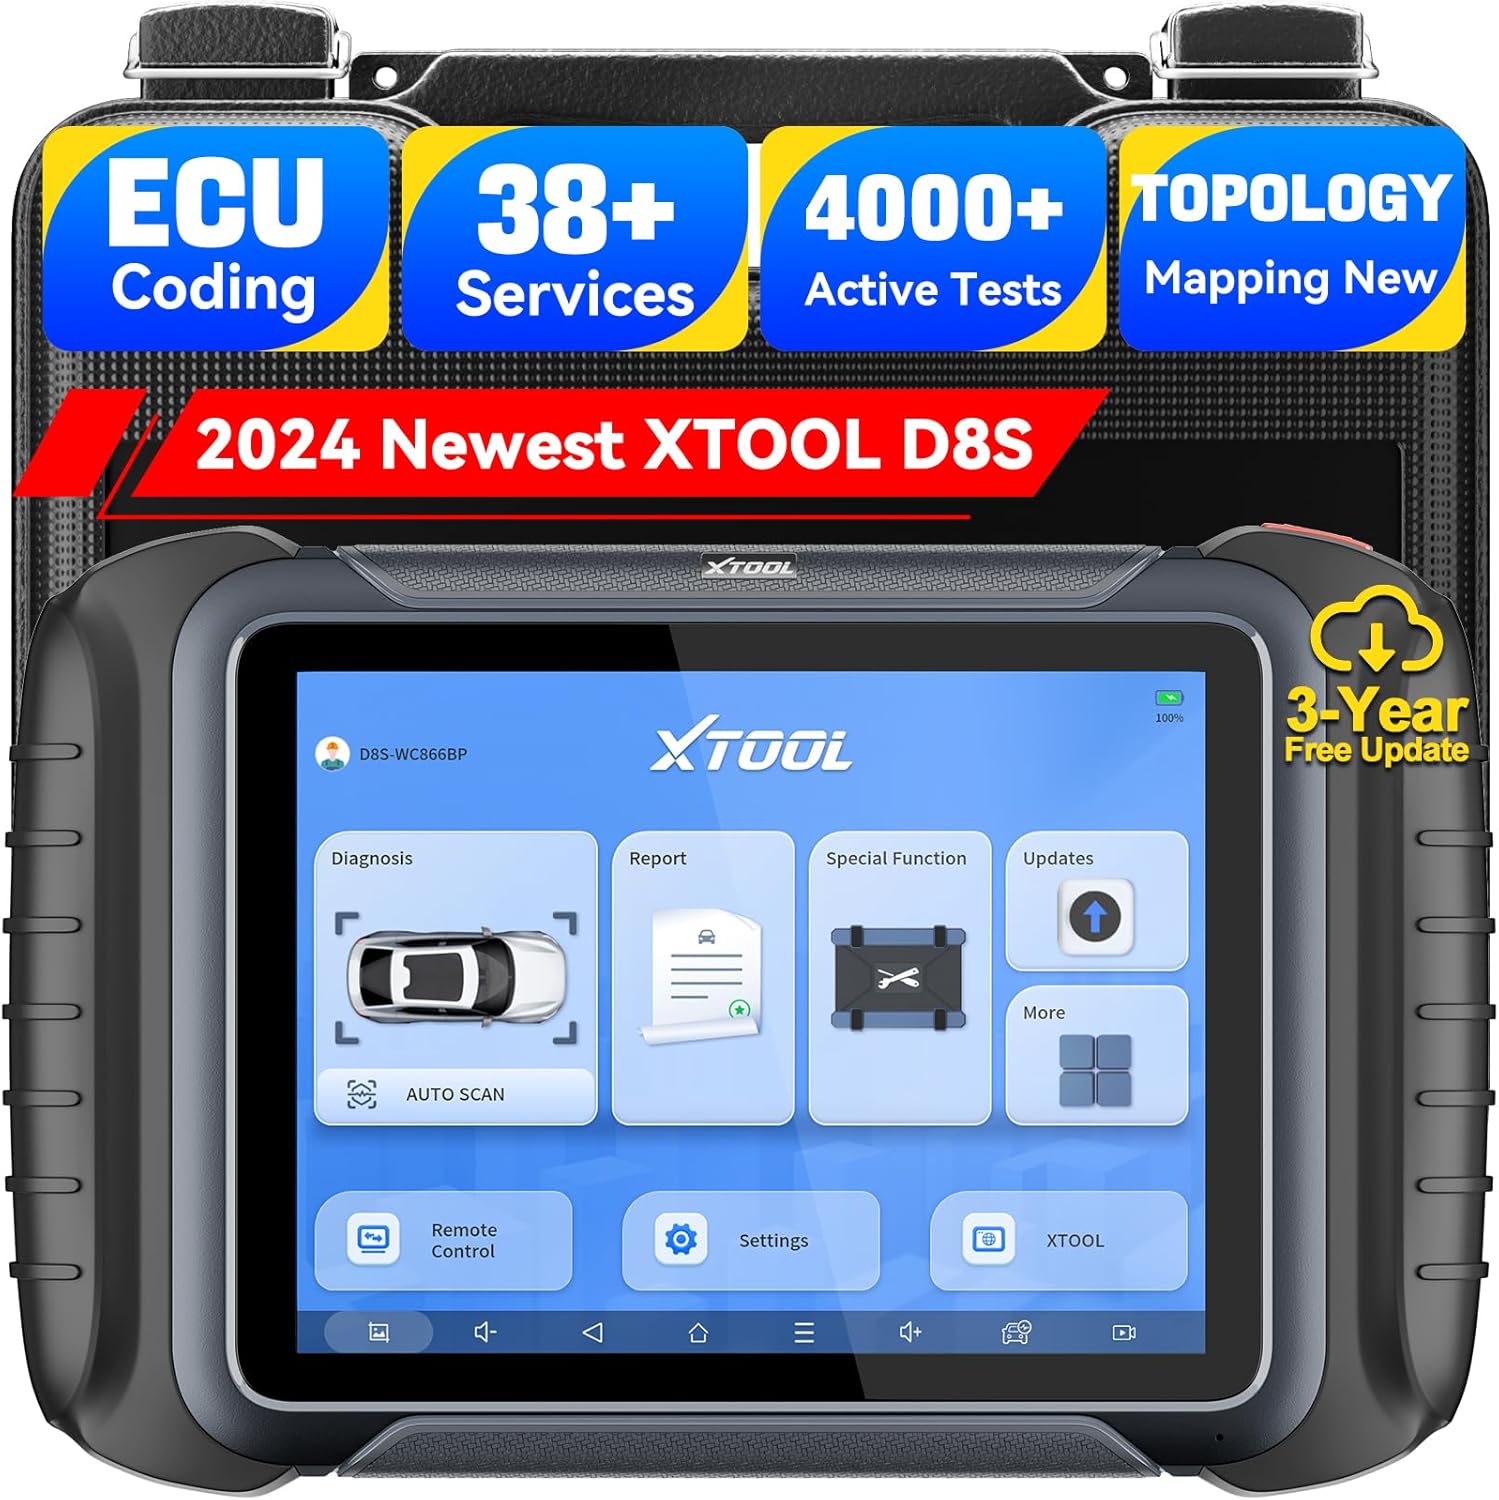 ECU
Coding
38+
Services
4000+
Active Tests
TOPOLOGY
Mapping New
2024 Newest XTOOL D8S
XTOOL
3-Year
Free Update
100%
D8S-WC866BP
XTOOL
Diagnosis
Report
Special Function
Updates
More
AUTO SCAN
Remote
Control
Settings
XTOOL